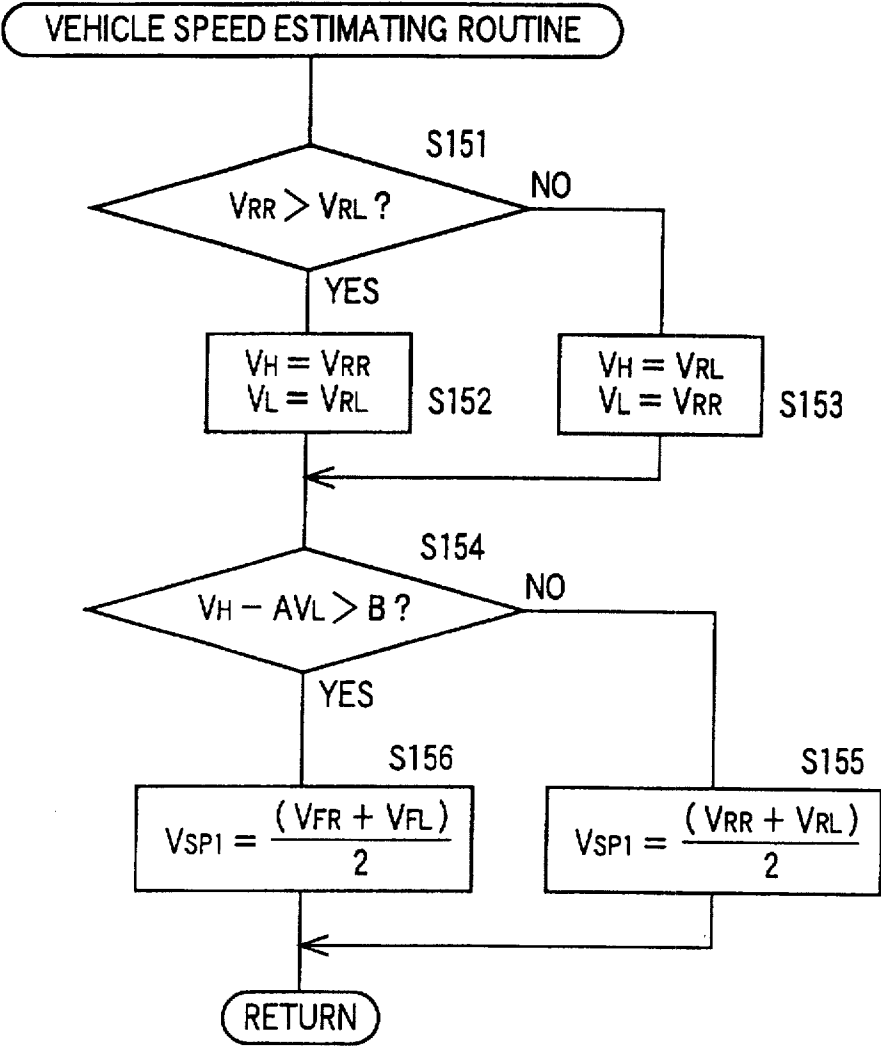 VEHICLE SPEED ESTIMATING ROUTINE
S151
VRR > VRL ?
NO
YES
VH = VRR
VL = VRL
S152
VH = VRL
VL = VRR
S153
S154
VH − AVL > B ?
NO
YES
S156
VSP1 = (VFR + VFL) / 2
S155
VSP1 = (VRR + VRL) / 2
RETURN